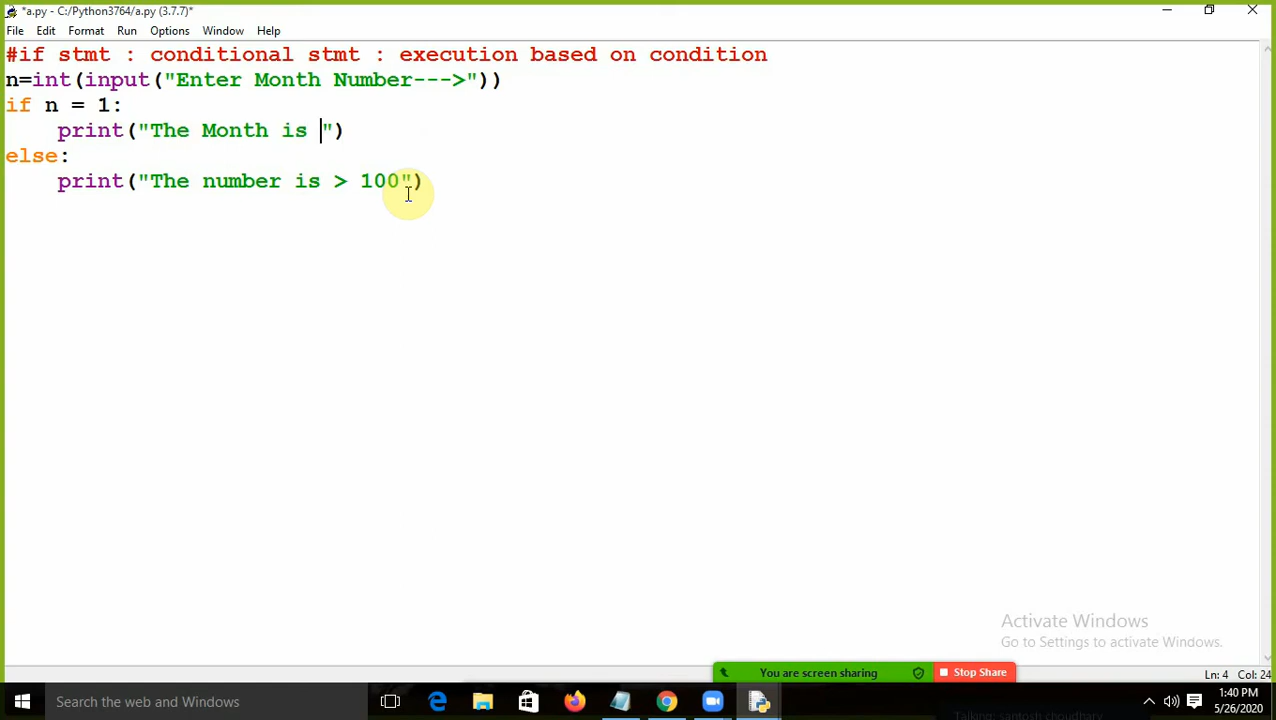 *a.py - C:/Python3764/a.py (3.7.7)*
File Edit Format Run Options Window Help
#if stmt : conditional stmt : execution based on condition
n=int(input("Enter Month Number--->"))
if n = 1:
    print("The Month is ")
else:
    print("The number is > 100")
Activate Windows
Go to Settings to activate Windows.
You are screen sharing Stop Share
Ln: 4 Col: 24
Search the web and Windows
1:40 PM
5/26/2020
Talking: santosh choudhary